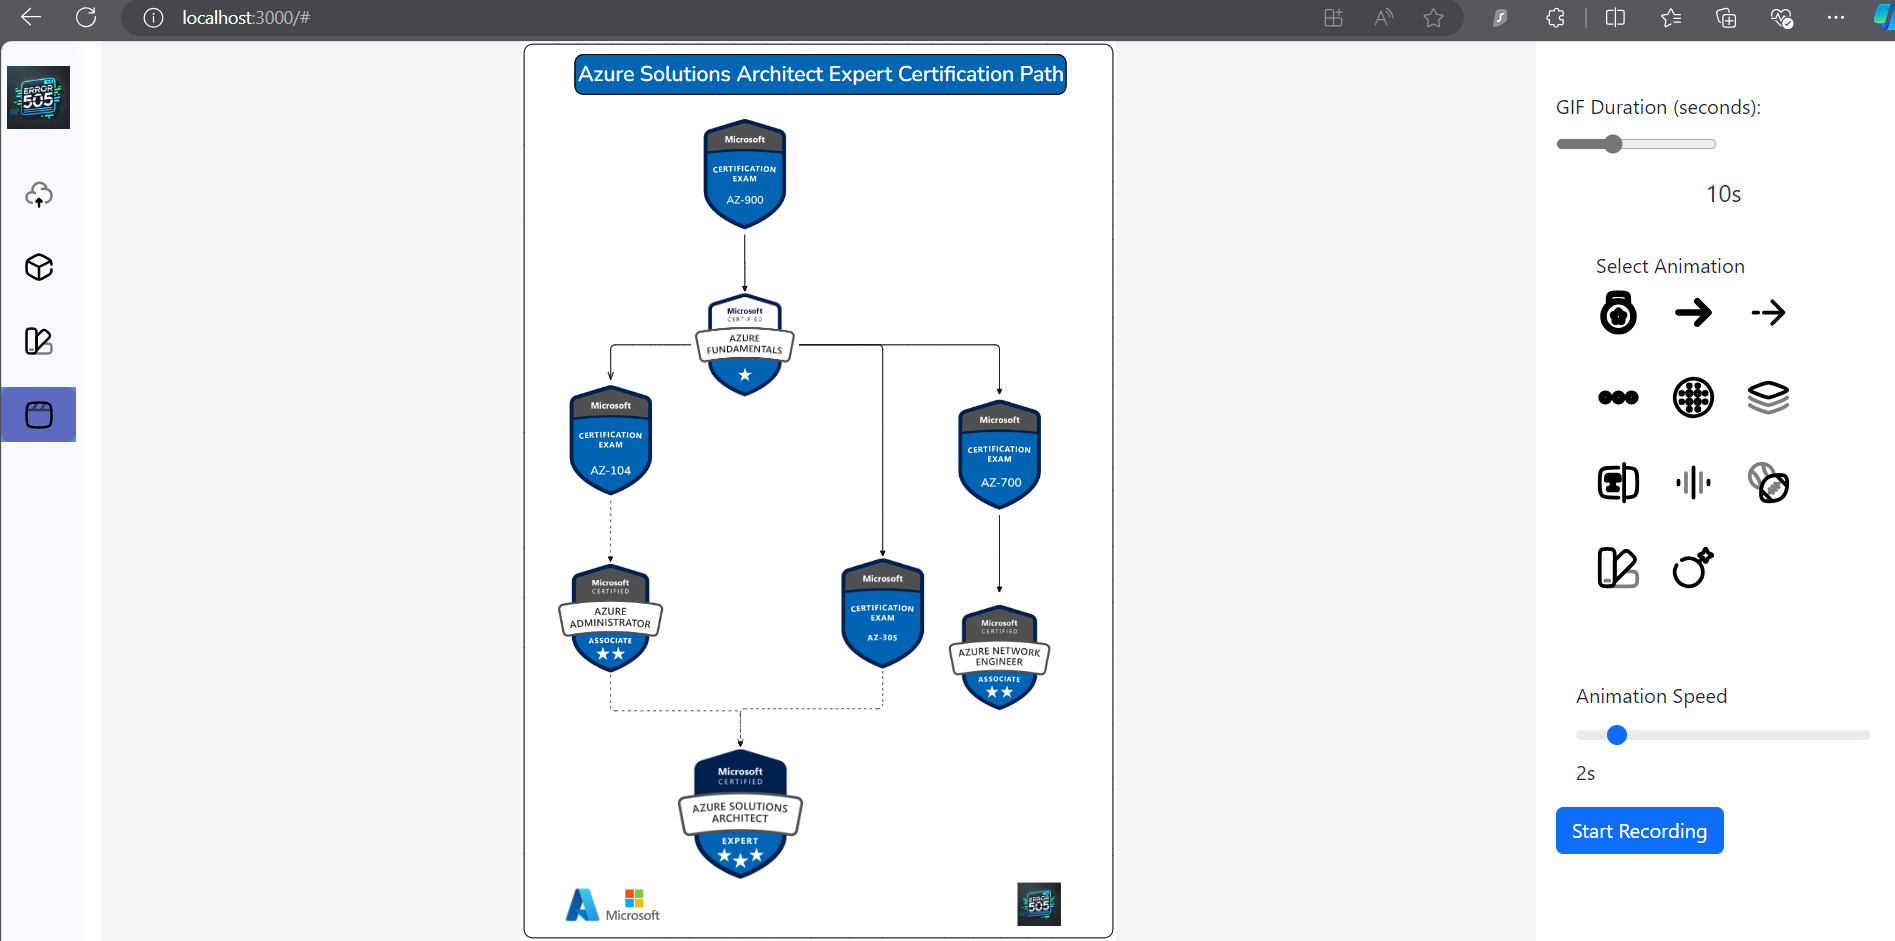 localhost:3000/#
ERROR
505
Azure Solutions Architect Expert Certification Path
Microsoft
CERTIFICATION
EXAM
AZ-900
Microsoft
CERTIFIED
AZURE
FUNDAMENTALS
Microsoft
CERTIFICATION
EXAM
AZ-104
Microsoft
CERTIFICATION
EXAM
AZ-700
Microsoft
CERTIFIED
AZURE
ADMINISTRATOR
ASSOCIATE
Microsoft
CERTIFICATION
EXAM
AZ-305
Microsoft
CERTIFIED
AZURE NETWORK
ENGINEER
ASSOCIATE
Microsoft
CERTIFIED
AZURE SOLUTIONS
ARCHITECT
EXPERT
Microsoft
ERROR
505
GIF Duration (seconds):
10s
Select Animation
Animation Speed
2s
Start Recording